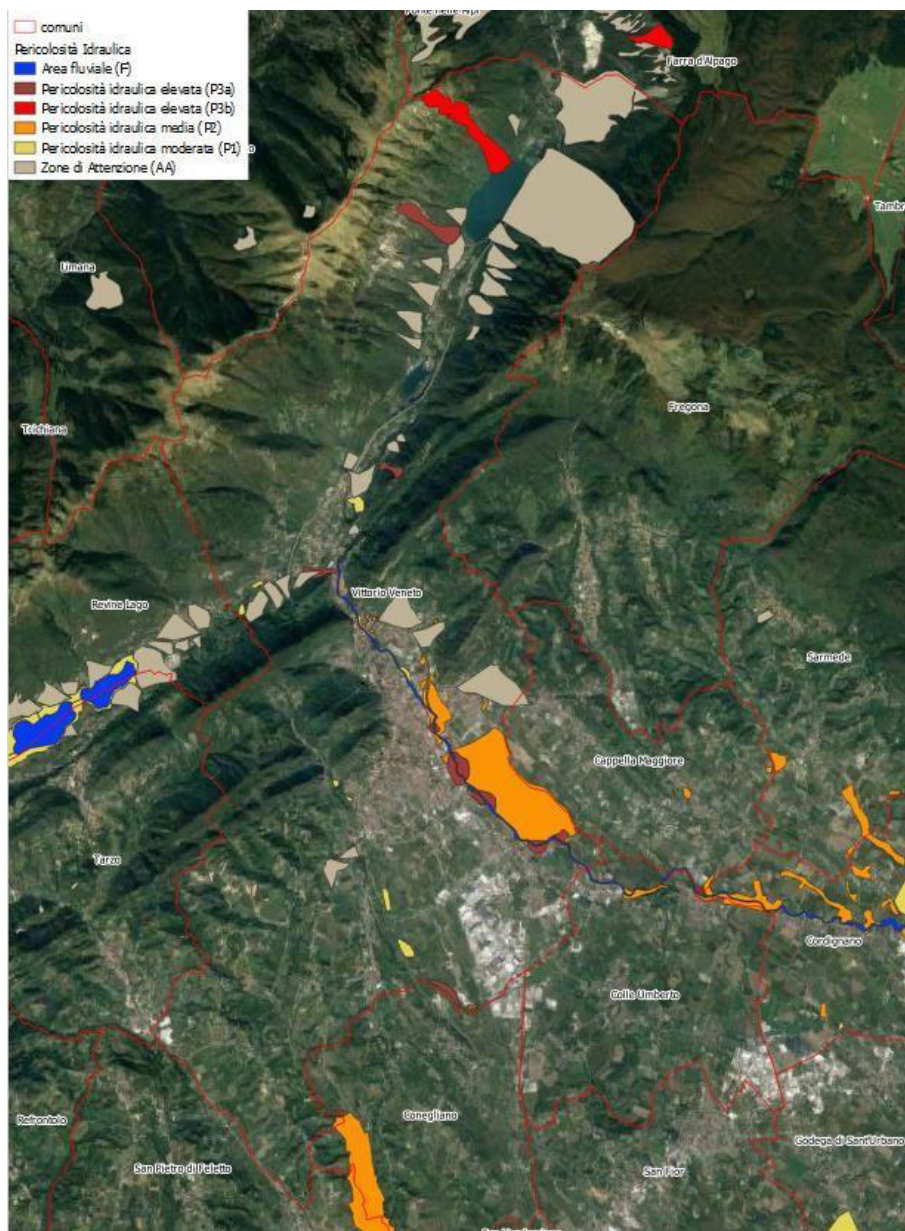 comuni
Pericolosità Idraulica
Area fluviale (F)
Pericolosità idraulica elevata (P3a)
Pericolosità idraulica elevata (P3b)
Pericolosità idraulica media (P2)
Pericolosità idraulica moderata (P1)
Zone di Attenzione (AA)
Farra d'Alpago
Tambr
Limana
Fregona
Trichiana
Vittorio Veneto
Revine Lago
Sarmede
Cappella Maggiore
Tarzo
Cordignano
Colle Umberto
Conegliano
Refrontolo
Godega di Sant'Urbano
San Pietro di Feletto
San Fior